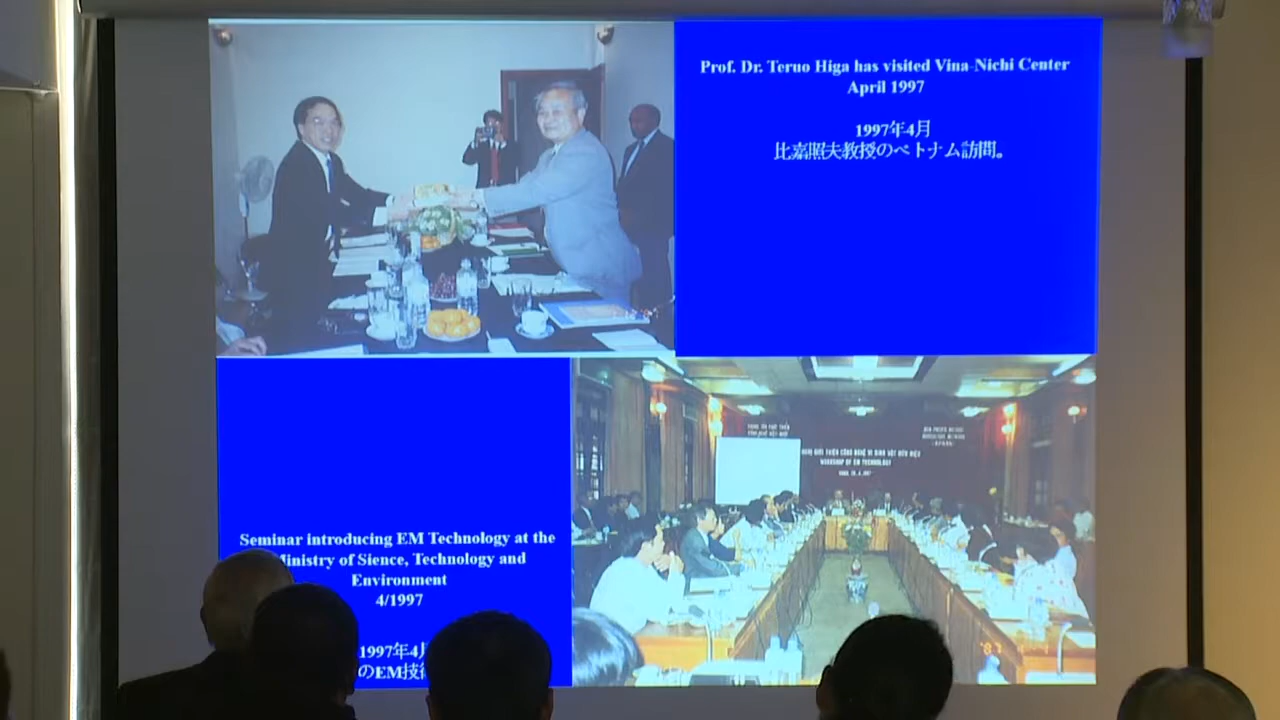 Prof. Dr. Teruo Higa has visited Vina-Nichi Center
April 1997
1997年4月
比嘉照夫教授のベトナム訪問。
WORKSHOP OF EM TECHNOLOGY
Seminar introducing EM Technology at the
Ministry of Sience, Technology and
Environment
4/1997
1997年4月
のEM技